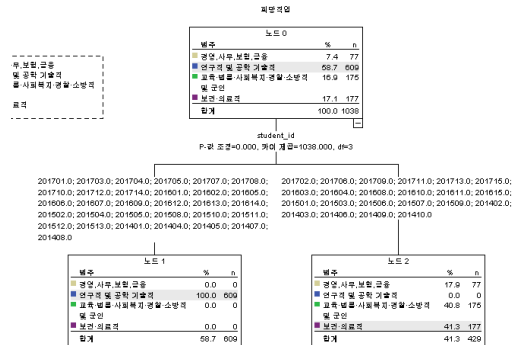 희망직업
노드 0
범주 % n
경영,사무,보험,금융 7.4 77
연구직 및 공학 기술직 58.7 609
교육·법률·사회복지·경찰·소방직 16.9 175
및 군인
보건·의료직 17.1 177
합계 100.0 1038
무,보험,금융
및 공학 기술직
률·사회복지·경찰·소방직
료직
student_id
P-값 조정=0.000, 카이 제곱=1038.000, df=3
201701.0; 201703.0; 201704.0; 201705.0; 201707.0; 201708.0;
201710.0; 201712.0; 201714.0; 201601.0; 201602.0; 201605.0;
201606.0; 201607.0; 201609.0; 201612.0; 201613.0; 201614.0;
201502.0; 201504.0; 201505.0; 201508.0; 201510.0; 201511.0;
201512.0; 201513.0; 201401.0; 201404.0; 201405.0; 201407.0;
201408.0
201702.0; 201706.0; 201709.0; 201711.0; 201713.0; 201715.0;
201603.0; 201604.0; 201608.0; 201610.0; 201611.0; 201615.0;
201501.0; 201503.0; 201506.0; 201507.0; 201509.0; 201402.0;
201403.0; 201406.0; 201409.0; 201410.0
노드 1
범주 % n
경영,사무,보험,금융 0.0 0
연구직 및 공학 기술직 100.0 609
교육·법률·사회복지·경찰·소방직 0.0 0
및 군인
보건·의료직 0.0 0
합계 58.7 609
노드 2
범주 % n
경영,사무,보험,금융 17.9 77
연구직 및 공학 기술직 0.0 0
교육·법률·사회복지·경찰·소방직 40.8 175
및 군인
보건·의료직 41.3 177
합계 41.3 429